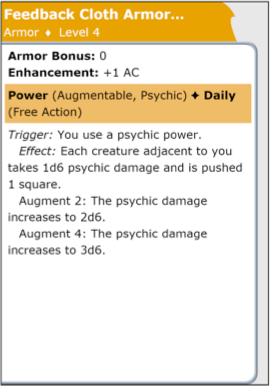 Feedback Cloth Armor...
Armor ♦ Level 4
Armor Bonus: 0
Enhancement: +1 AC
Power (Augmentable, Psychic) ✦ Daily
(Free Action)
Trigger: You use a psychic power.
Effect: Each creature adjacent to you
takes 1d6 psychic damage and is pushed
1 square.
Augment 2: The psychic damage
increases to 2d6.
Augment 4: The psychic damage
increases to 3d6.